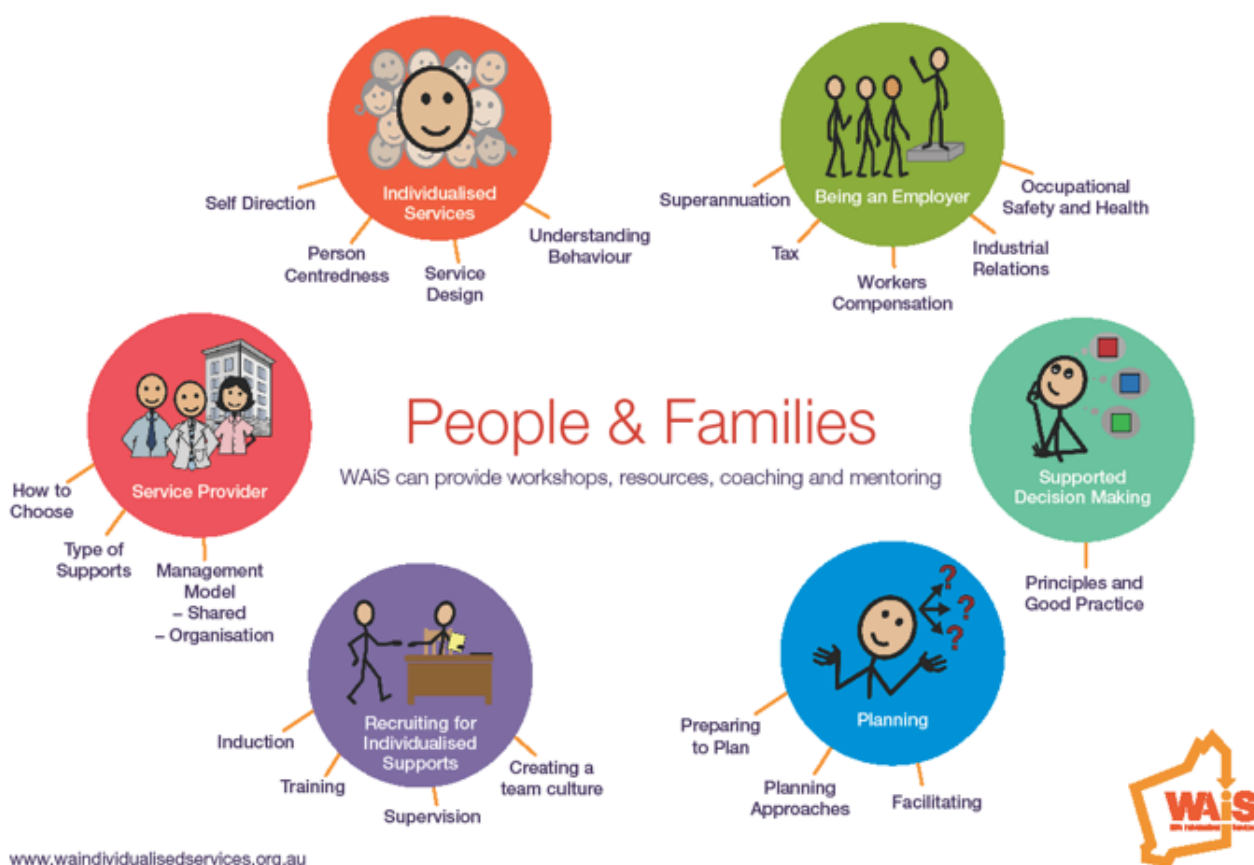 Individualised
Services
Self Direction
Person
Centredness
Service
Design
Understanding
Behaviour
Being an Employer
Superannuation
Tax
Workers
Compensation
Industrial
Relations
Occupational
Safety and Health
People & Families
WAiS can provide workshops, resources, coaching and mentoring
Service Provider
How to
Choose
Type of
Supports
Management
Model
– Shared
– Organisation
Supported
Decision Making
Principles and
Good Practice
Recruiting for
Individualised
Supports
Induction
Training
Supervision
Creating a
team culture
Planning
Preparing
to Plan
Planning
Approaches
Facilitating
? ? ?
WAiS
www.waindividualisedservices.org.au